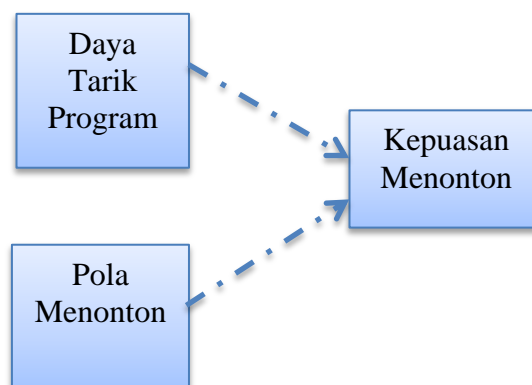 Daya
Tarik
Program
Kepuasan
Menonton
Pola
Menonton